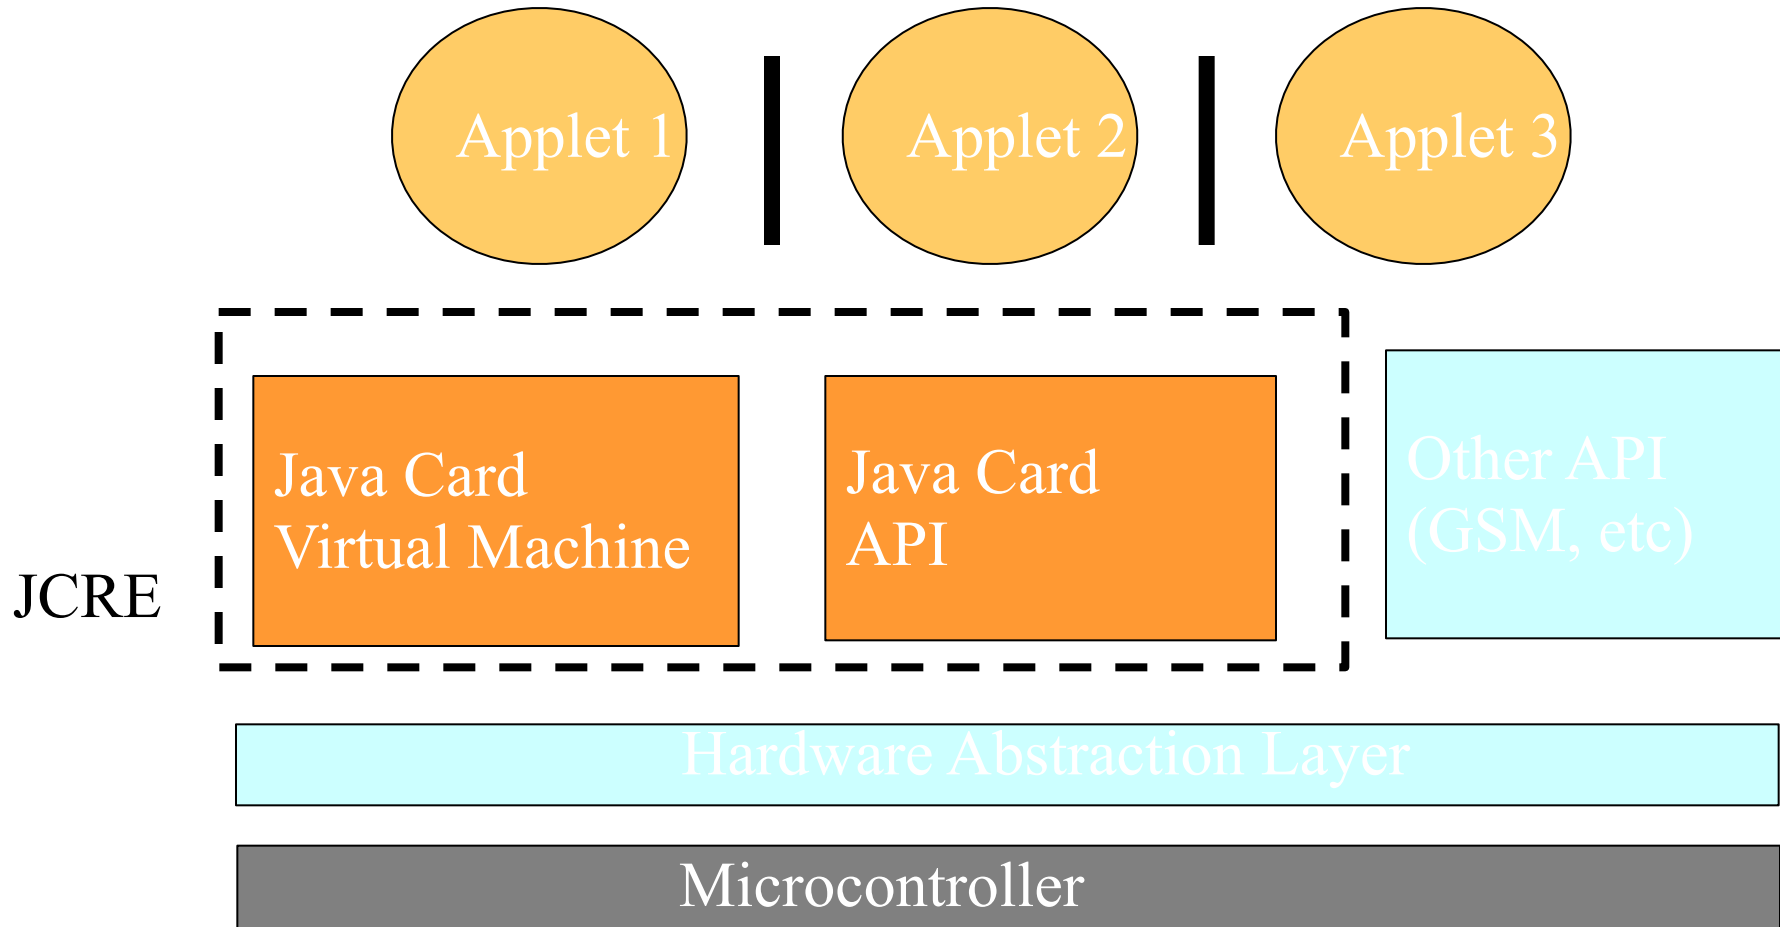 Applet 1
Applet 2
Applet 3
Java Card
Virtual Machine
Java Card
API
Other API
(GSM, etc)
JCRE
Hardware Abstraction Layer
Microcontroller